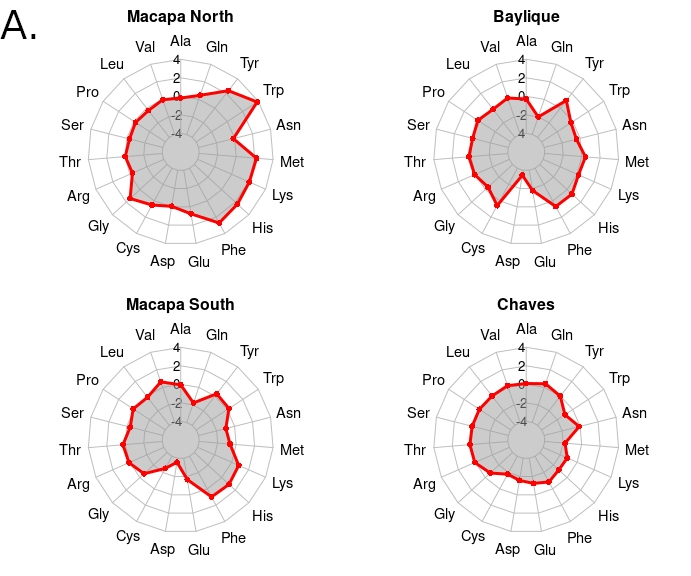 A.
Macapa North
Ala
Gln
Tyr
Trp
Asn
Met
Lys
His
Phe
Glu
Asp
Cys
Gly
Arg
Thr
Ser
Pro
Leu
Val
4
2
0
-2
-4
Baylique
Ala
Gln
Tyr
Trp
Asn
Met
Lys
His
Phe
Glu
Asp
Cys
Gly
Arg
Thr
Ser
Pro
Leu
Val
4
2
0
-2
-4
Macapa South
Ala
Gln
Tyr
Trp
Asn
Met
Lys
His
Phe
Glu
Asp
Cys
Gly
Arg
Thr
Ser
Pro
Leu
Val
4
2
0
-2
-4
Chaves
Ala
Gln
Tyr
Trp
Asn
Met
Lys
His
Phe
Glu
Asp
Cys
Gly
Arg
Thr
Ser
Pro
Leu
Val
4
2
0
-2
-4